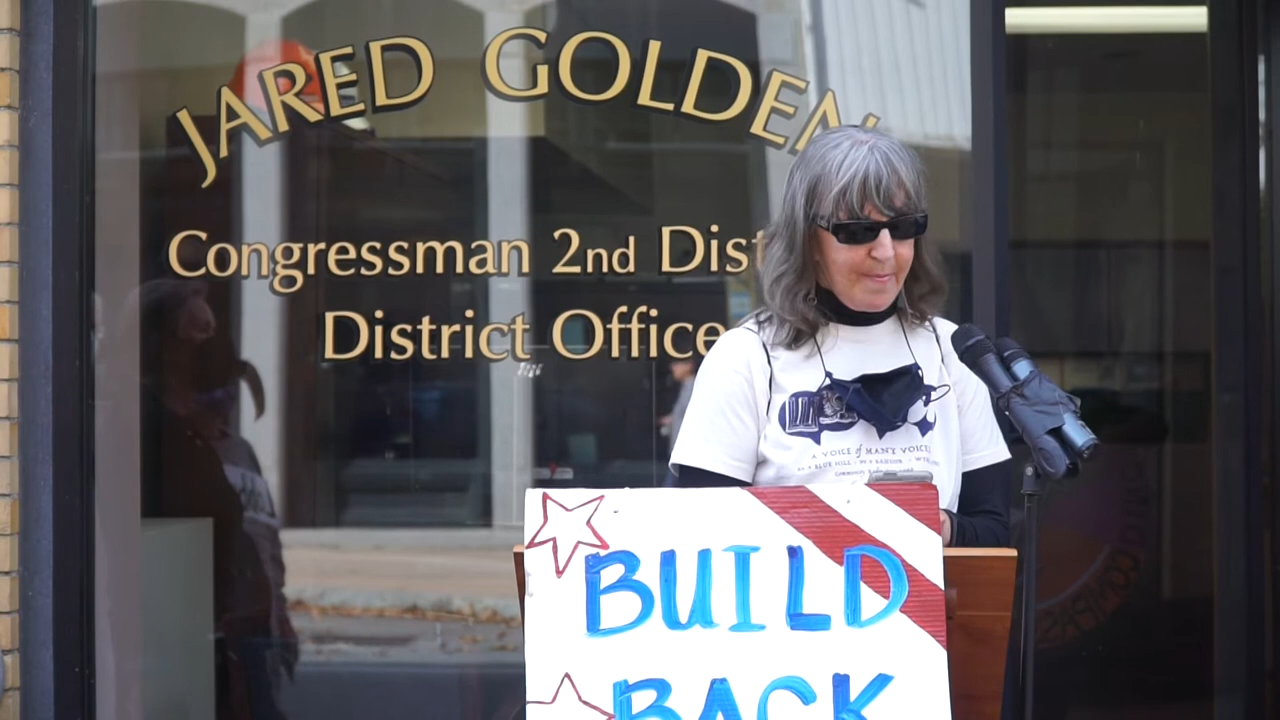 JARED GOLDEN
Congressman 2nd Dist
District Office
A VOICE of MANY VOICES
BUILD
BACK